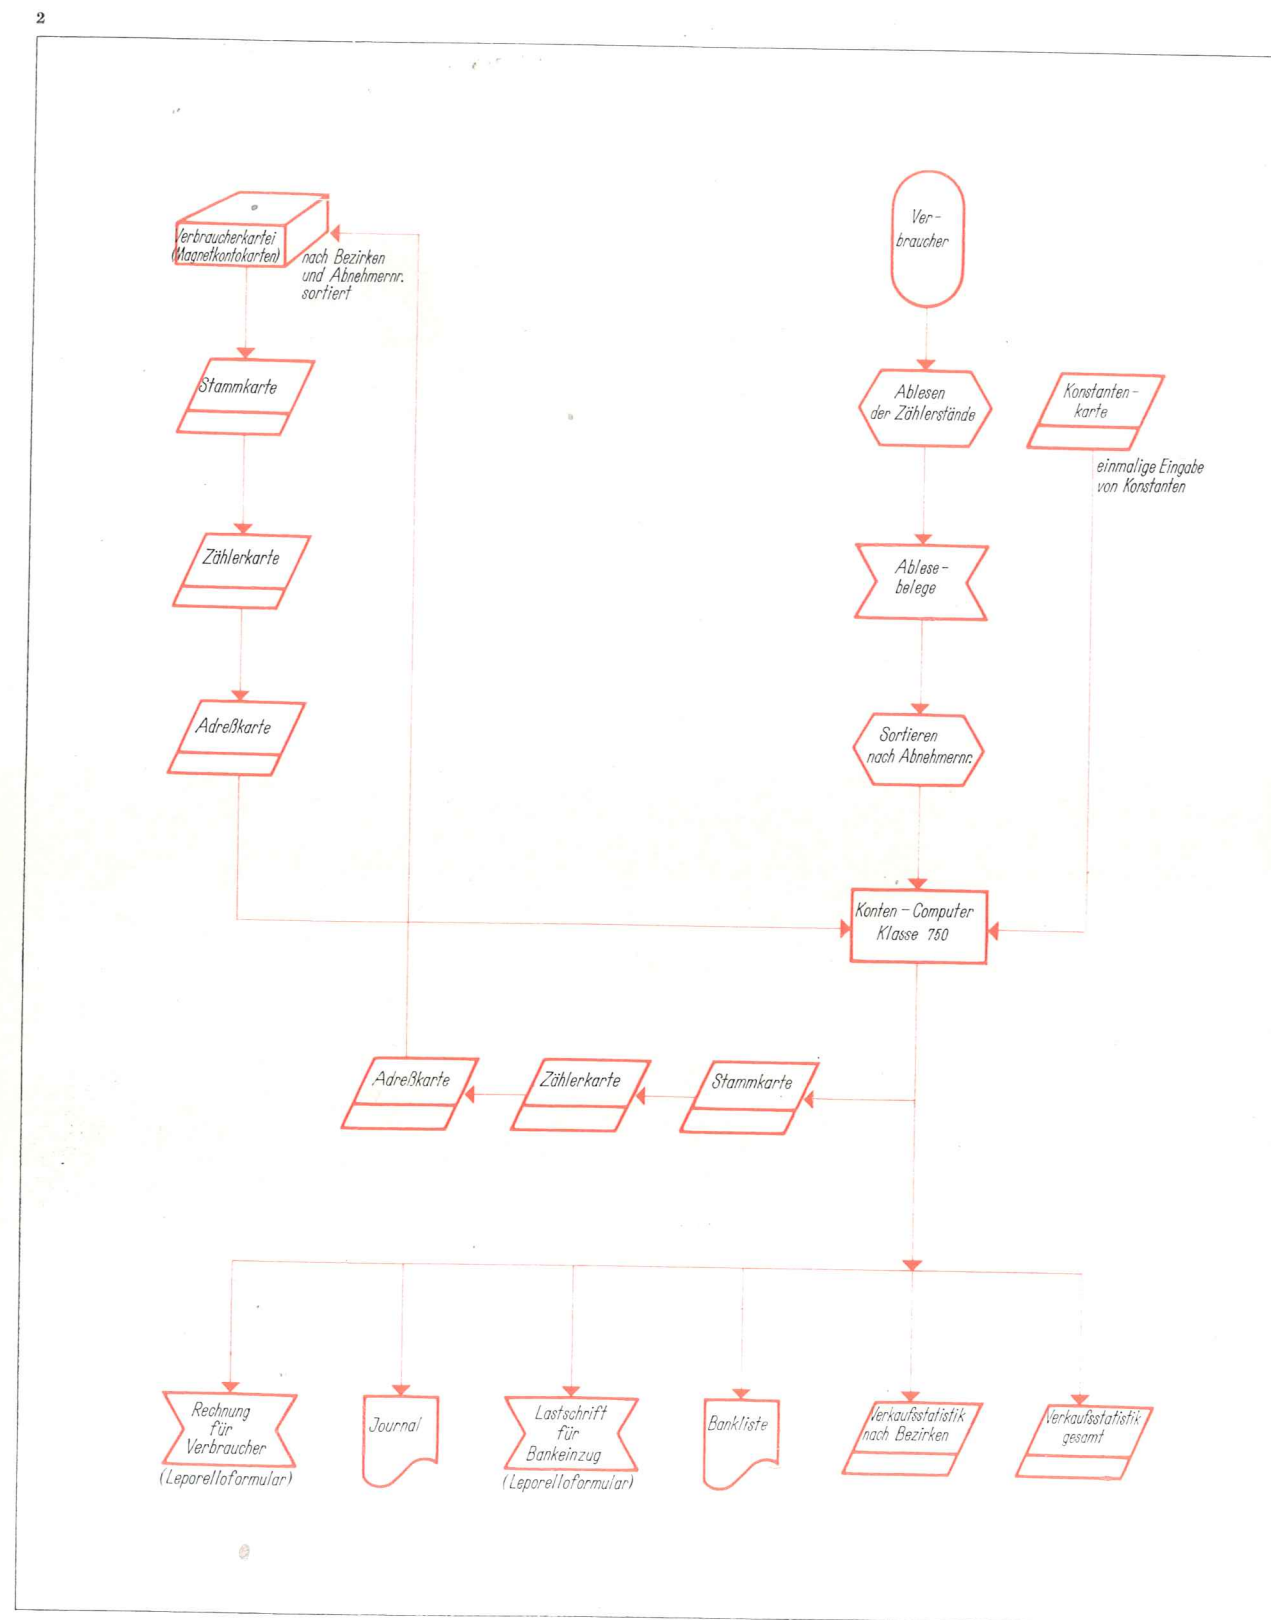 2
Verbraucherkartei
(Magnetkontokarten)
nach Bezirken
und Abnehmernr.
sortiert
Stammkarte
Zählerkarte
Adreßkarte
Ver-
braucher
Ablesen
der Zählerstände
Konstanten-
karte
einmalige Eingabe
von Konstanten
Ablese-
belege
Sortieren
nach Abnehmernr.
Konten-Computer
Klasse 750
Adreßkarte
Zählerkarte
Stammkarte
Rechnung
für
Verbraucher
(Leporelloformular)
Journal
Lastschrift
für
Bankeinzug
(Leporelloformular)
Bankliste
Verkaufsstatistik
nach Bezirken
Verkaufsstatistik
gesamt